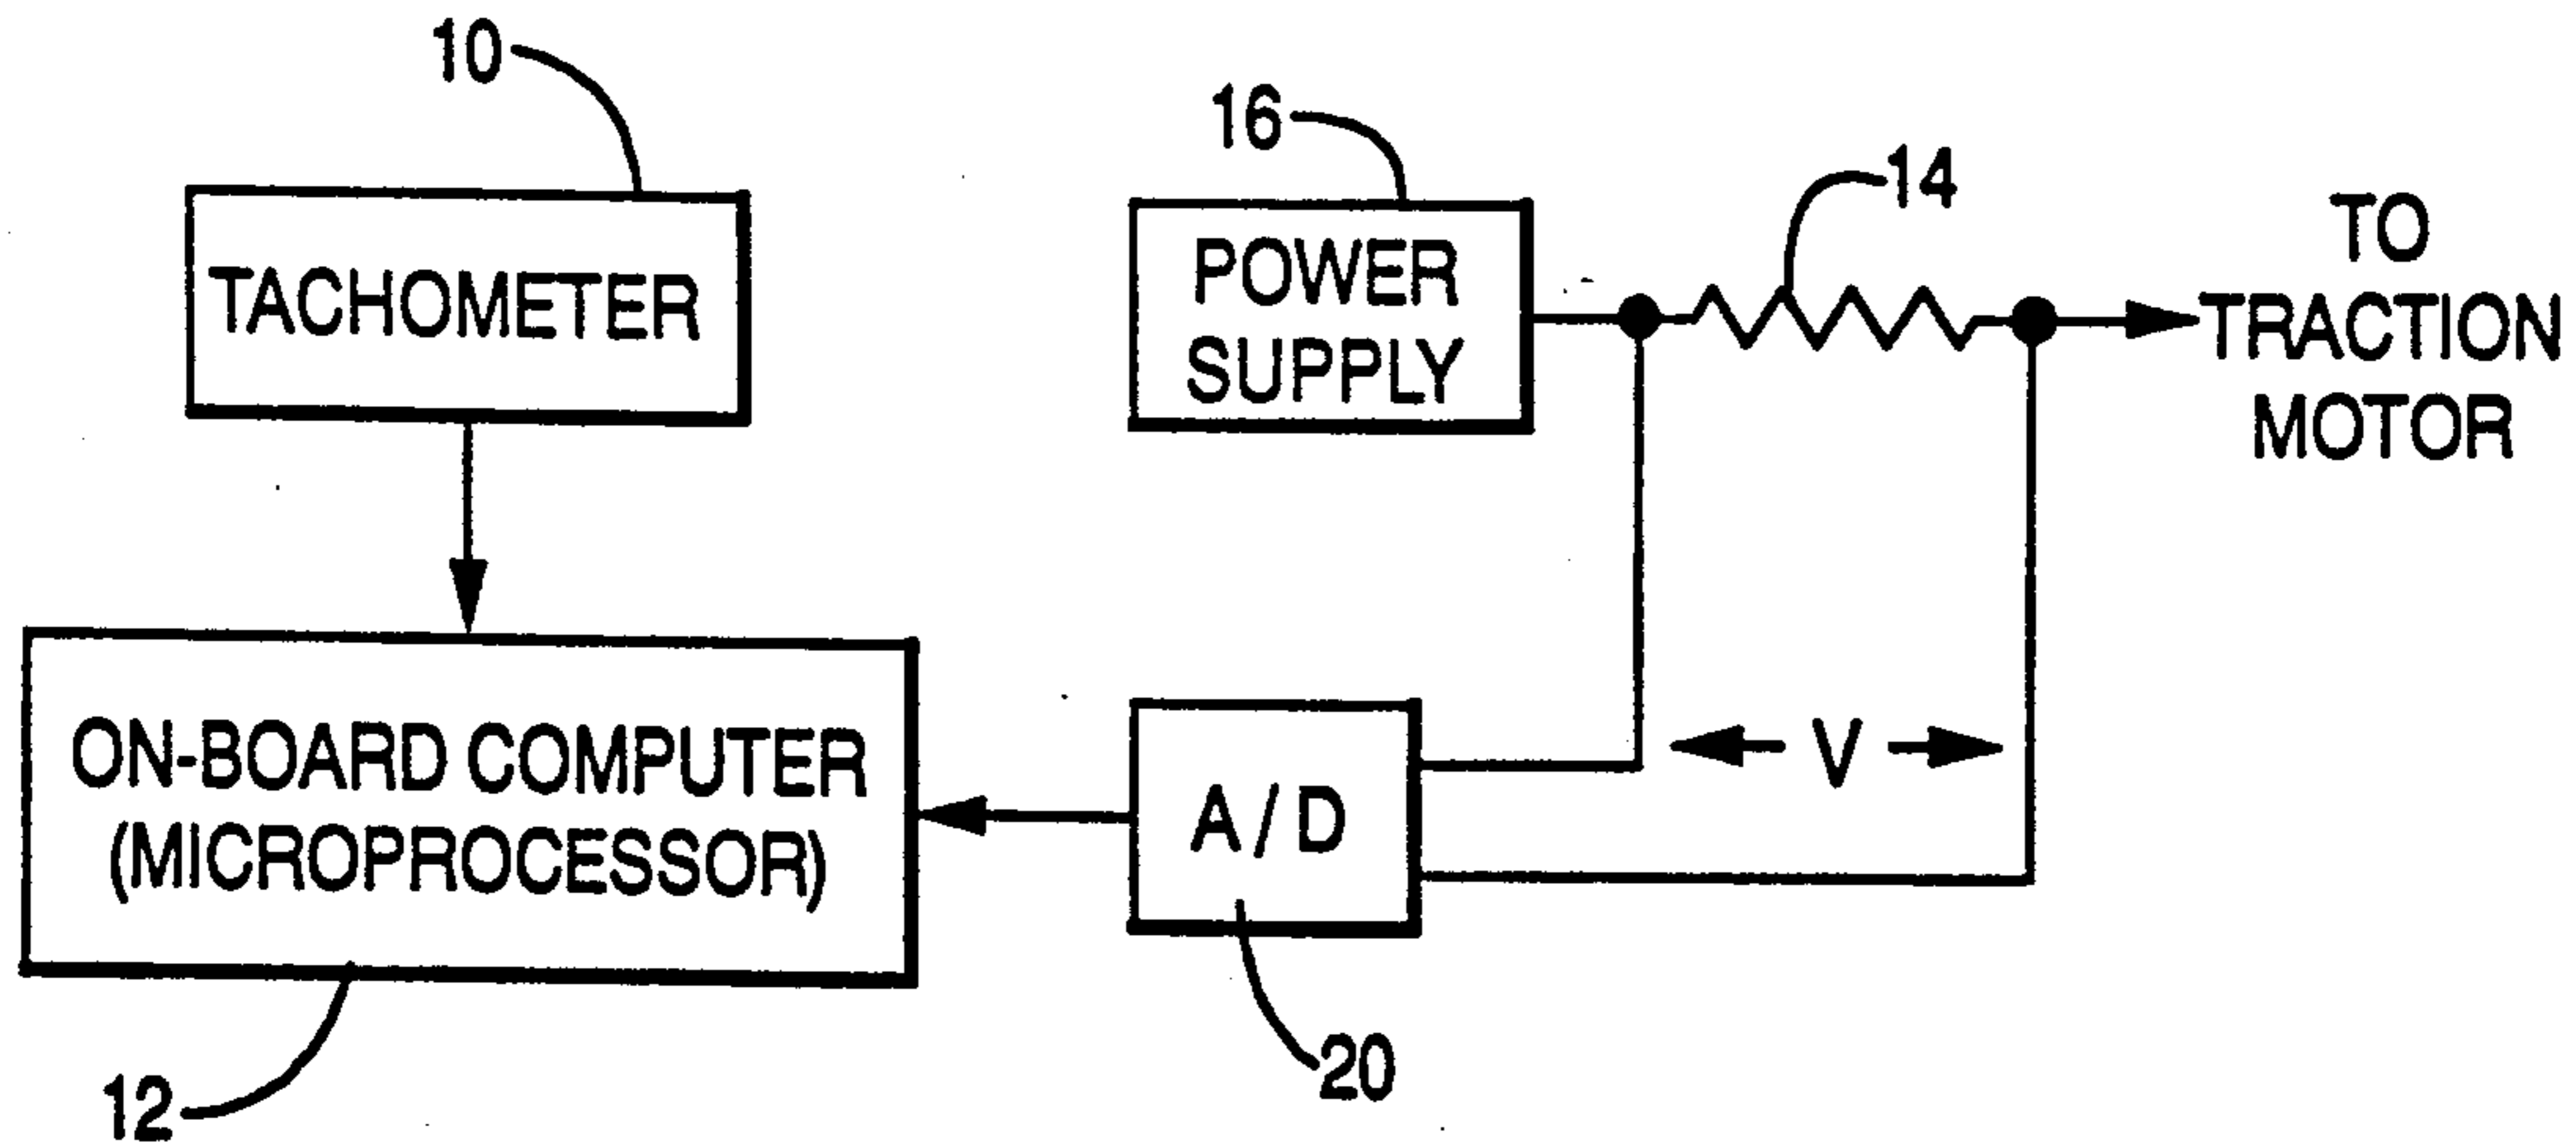 10
16
14
TACHOMETER
POWER
SUPPLY
TO
TRACTION
MOTOR
ON-BOARD COMPUTER
(MICROPROCESSOR)
A / D
V
12
20